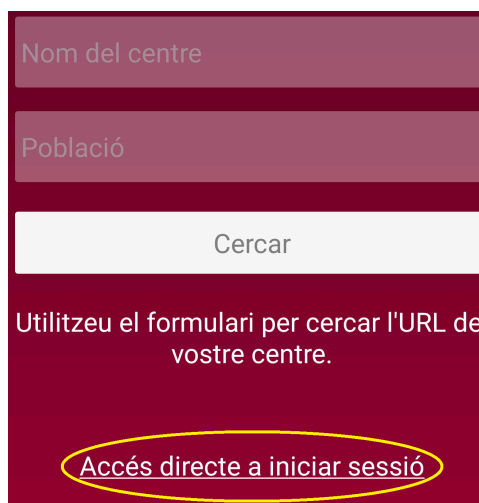 Nom del centre
Població
Cercar
Utilitzeu el formulari per cercar l'URL de
vostre centre.
Accés directe a iniciar sessió